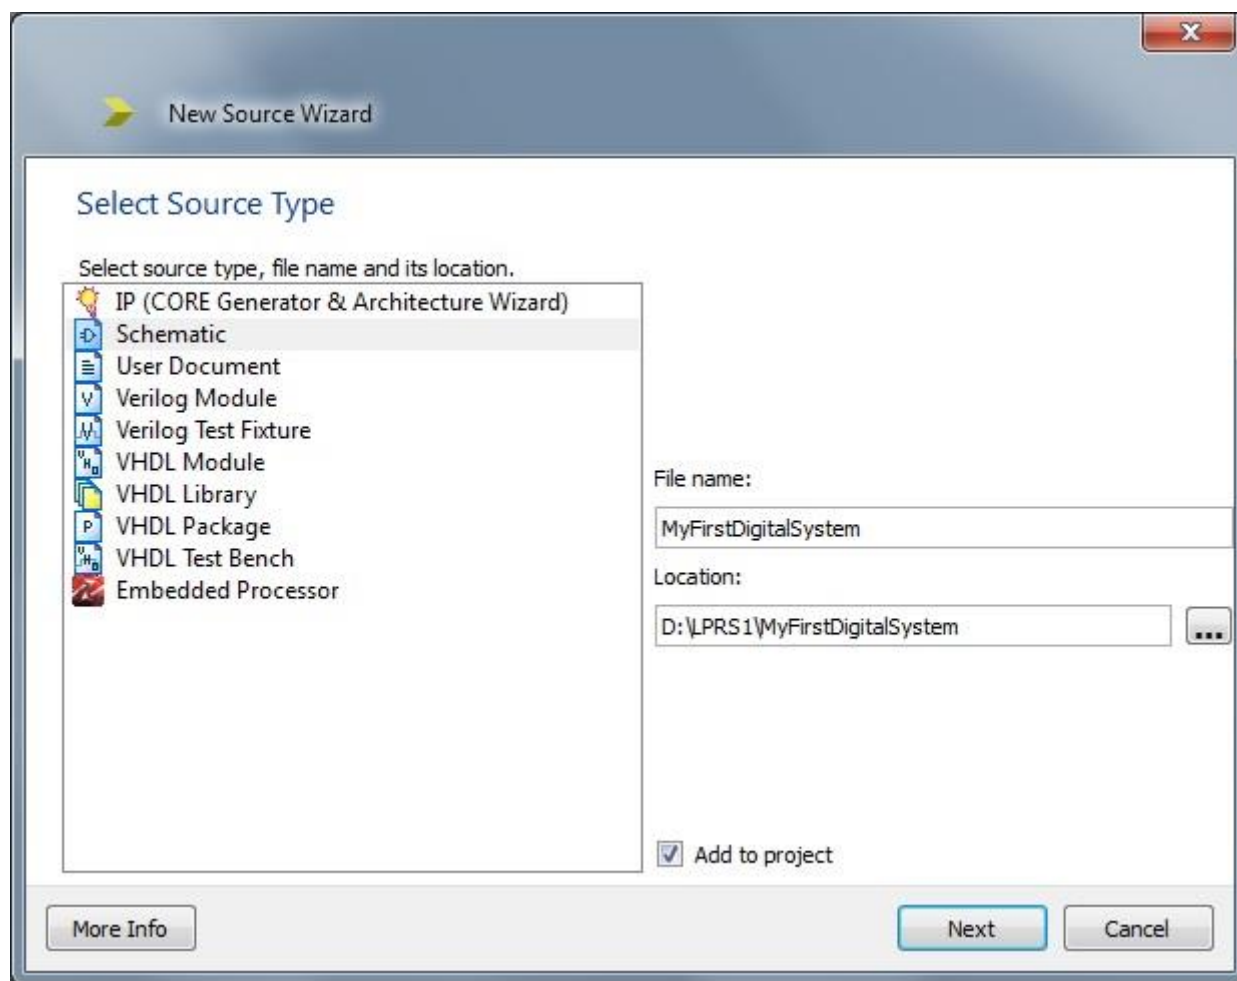 New Source Wizard
Select Source Type
Select source type, file name and its location.
IP (CORE Generator & Architecture Wizard)
Schematic
User Document
Verilog Module
Verilog Test Fixture
VHDL Module
VHDL Library
VHDL Package
VHDL Test Bench
Embedded Processor
File name:
MyFirstDigitalSystem
Location:
D:\LPRS1\MyFirstDigitalSystem
...
Add to project
More Info
Next
Cancel